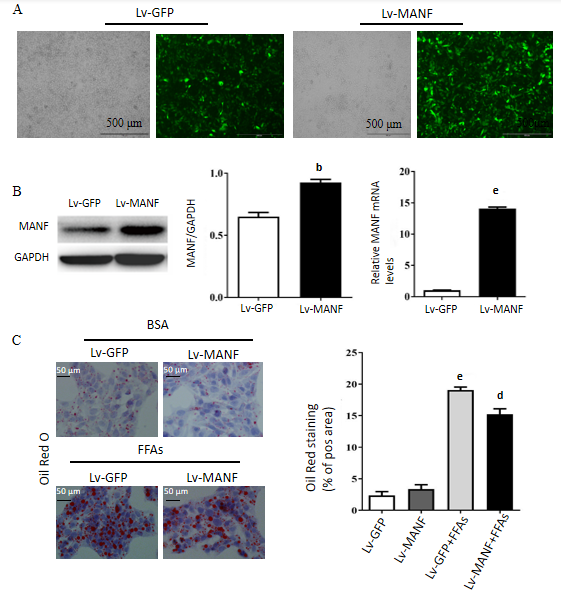 A
Lv-GFP
Lv-MANF
500 μm
500 μm
B
Lv-GFP Lv-MANF
MANF
GAPDH
MANF/GAPDH
1.0
0.5
0.0
b
Lv-GFP
Lv-MANF
Relative MANF mRNA
levels
20
15
10
5
0
e
Lv-GFP
Lv-MANF
C
BSA
Lv-GFP
Lv-MANF
50 μm
50 μm
Oil Red O
FFAs
Lv-GFP
Lv-MANF
50 μm
50 μm
Oil Red staining
(% of pos area)
25
20
15
10
5
0
e
d
Lv-GFP
Lv-MANF
Lv-GFP+FFAs
Lv-MANF+FFAs